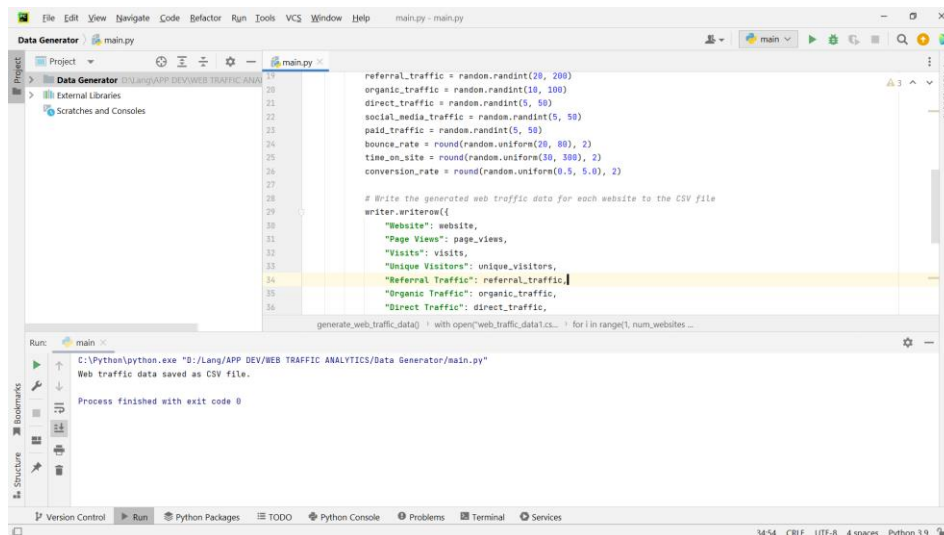 File Edit View Navigate Code Refactor Run Tools VCS Window Help main.py - main.py
Data Generator main.py main
Project main.py
Data Generator D:\Lang\APP DEV\WEB TRAFFIC ANAL
External Libraries
Scratches and Consoles
19 referral_traffic = random.randint(20, 200)
20 organic_traffic = random.randint(10, 100)
21 direct_traffic = random.randint(5, 50)
22 social_media_traffic = random.randint(5, 50)
23 paid_traffic = random.randint(5, 50)
24 bounce_rate = round(random.uniform(20, 80), 2)
25 time_on_site = round(random.uniform(30, 300), 2)
26 conversion_rate = round(random.uniform(0.5, 5.0), 2)
27
28 # Write the generated web traffic data for each website to the CSV file
29 writer.writerow({
30 "Website": website,
31 "Page Views": page_views,
32 "Visits": visits,
33 "Unique Visitors": unique_visitors,
34 "Referral Traffic": referral_traffic,
35 "Organic Traffic": organic_traffic,
36 "Direct Traffic": direct_traffic,
3
generate_web_traffic_data() with open("web_traffic_data1.cs... for i in range(1, num_websites ...
Run: main
C:\Python\python.exe "D:/Lang/APP DEV/WEB TRAFFIC ANALYTICS/Data Generator/main.py"
Web traffic data saved as CSV file.
Process finished with exit code 0
Project
Bookmarks
Structure
Version Control Run Python Packages TODO Python Console Problems Terminal Services
34:54 CRLF UTF-8 4 spaces Python 3.9